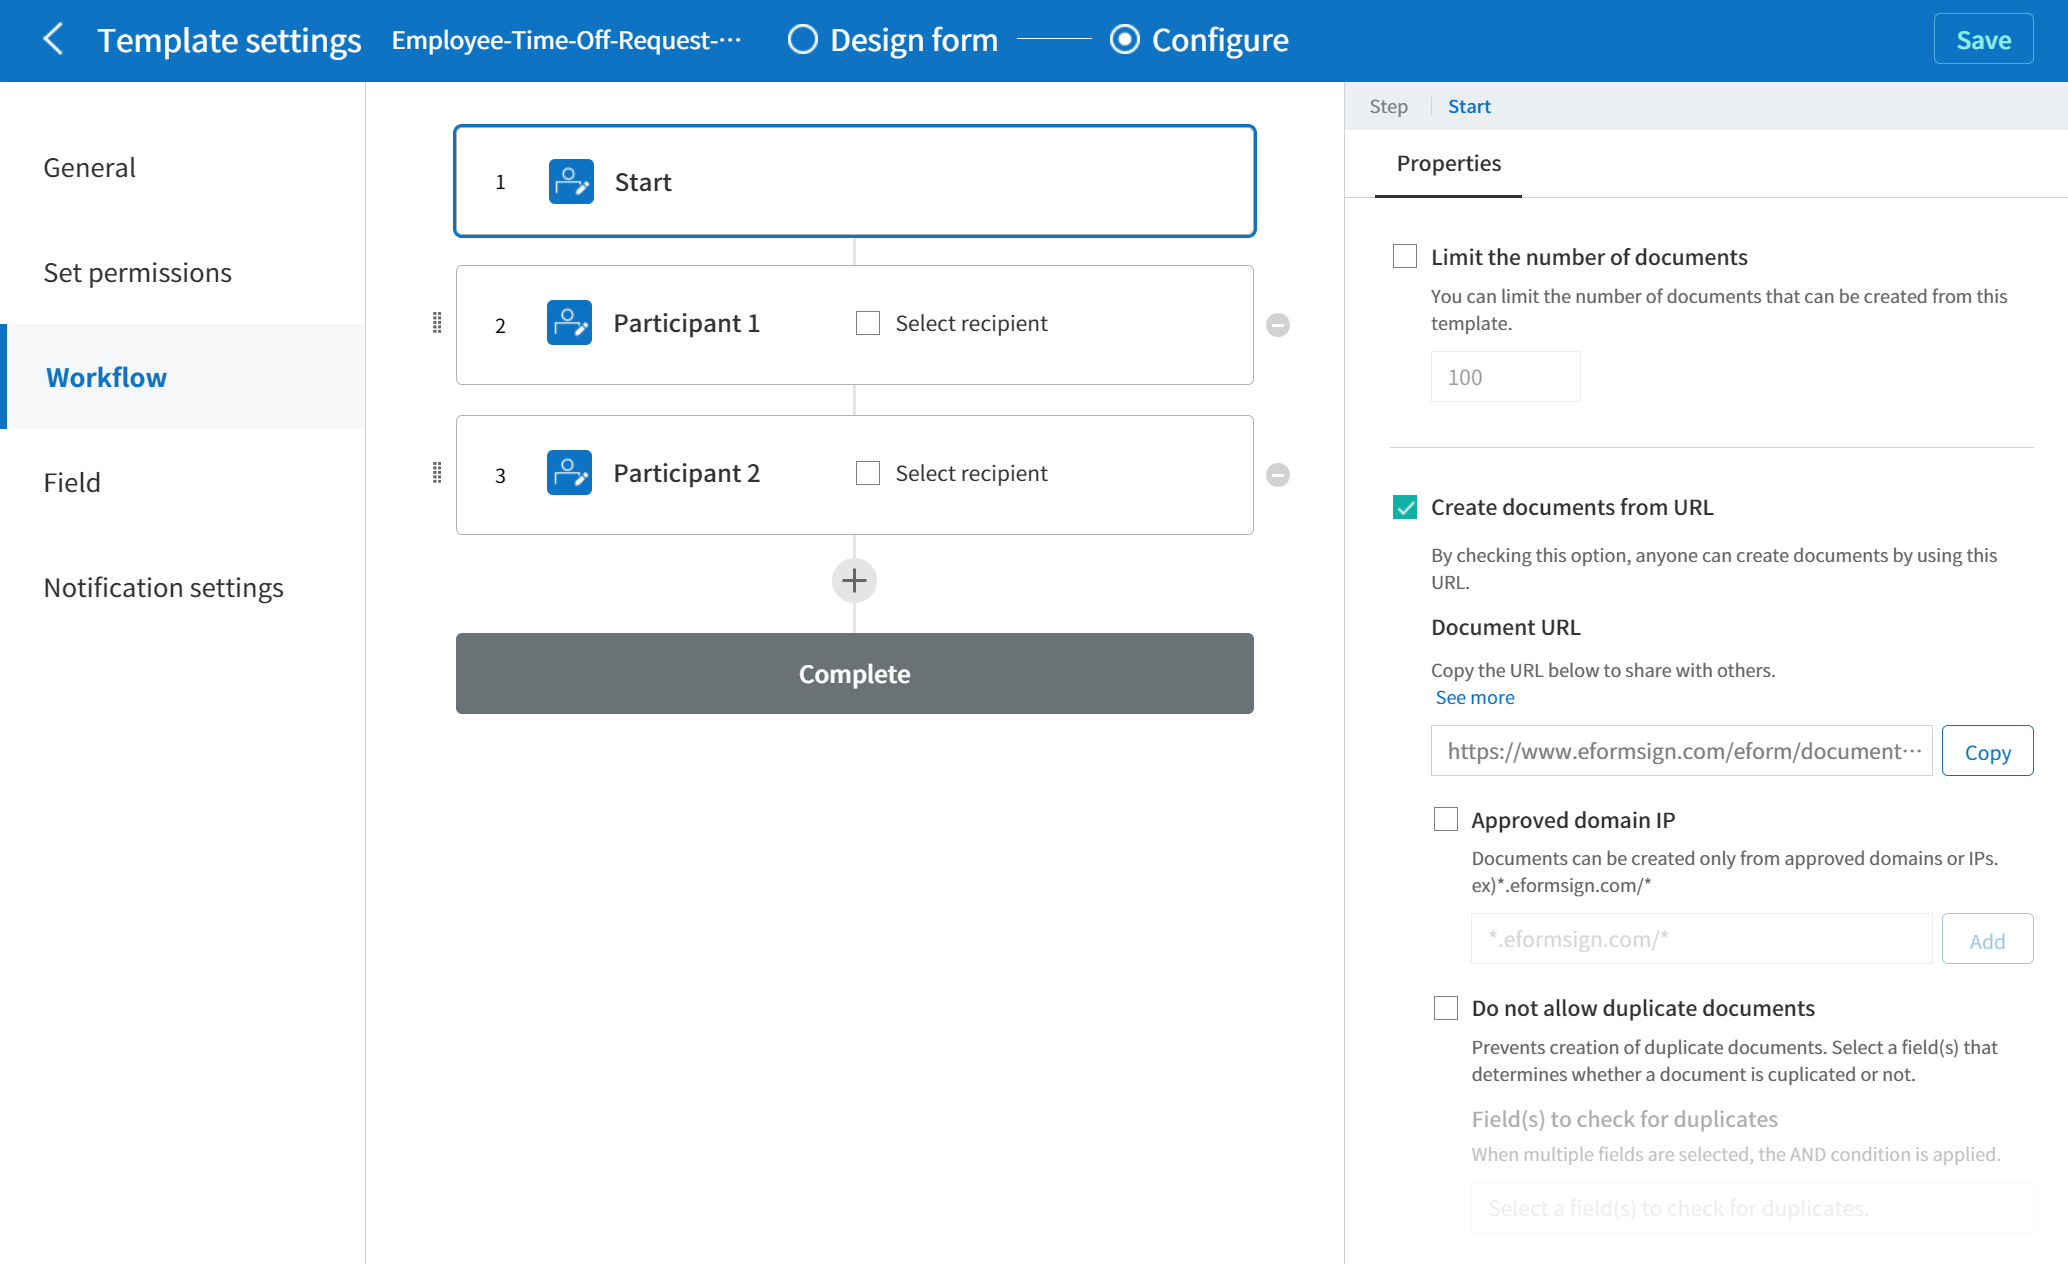 Template settings Employee-Time-Off-Request-··· Design form Configure Save
General
Set permissions
Workflow
Field
Notification settings
1 Start
2 Participant 1 Select recipient
3 Participant 2 Select recipient
Complete
Step Start
Properties
Limit the number of documents
You can limit the number of documents that can be created from this
template.
100
Create documents from URL
By checking this option, anyone can create documents by using this
URL.
Document URL
Copy the URL below to share with others.
See more
https://www.eformsign.com/eform/document··· Copy
Approved domain IP
Documents can be created only from approved domains or IPs.
ex)*.eformsign.com/*
*.eformsign.com/* Add
Do not allow duplicate documents
Prevents creation of duplicate documents. Select a field(s) that
determines whether a document is cuplicated or not.
Field(s) to check for duplicates
When multiple fields are selected, the AND condition is applied.
Select a field(s) to check for duplicates.